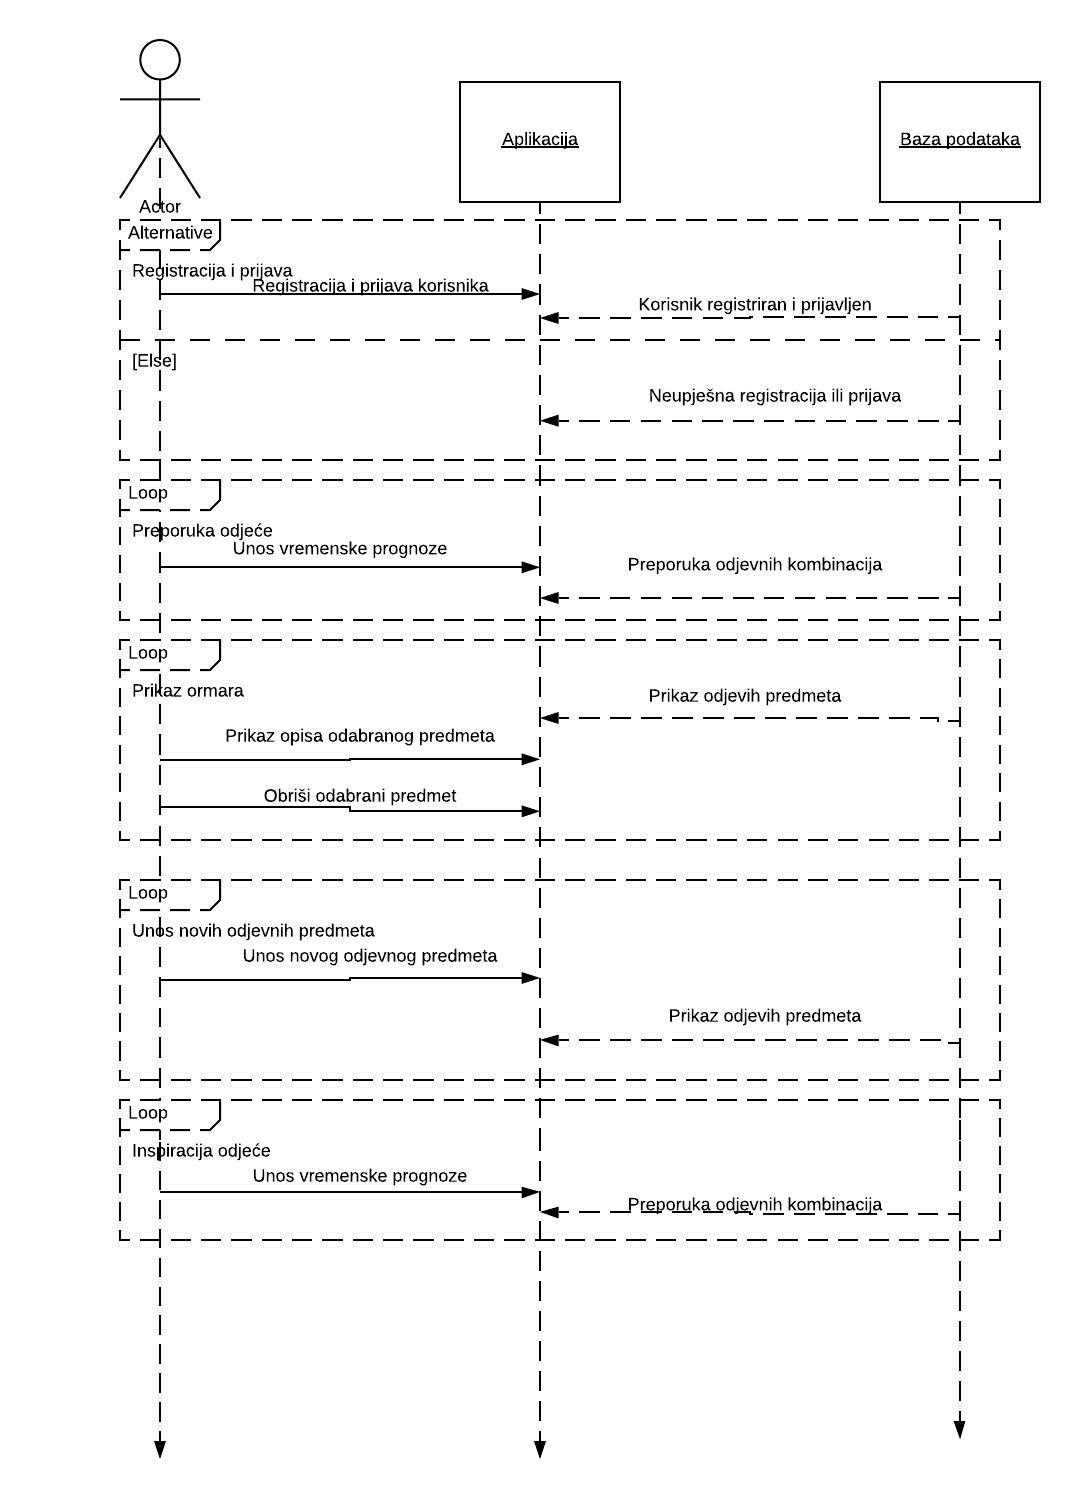 Aplikacija
Baza podataka
Actor
Alternative
Registracija i prijava
Registracija i prijava korisnika
Korisnik registriran i prijavljen
[Else]
Neupješna registracija ili prijava
Loop
Preporuka odjeće
Unos vremenske prognoze
Preporuka odjevnih kombinacija
Loop
Prikaz ormara
Prikaz odjevih predmeta
Prikaz opisa odabranog predmeta
Obriši odabrani predmet
Loop
Unos novih odjevnih predmeta
Unos novog odjevnog predmeta
Prikaz odjevih predmeta
Loop
Inspiracija odjeće
Unos vremenske prognoze
Preporuka odjevnih kombinacija